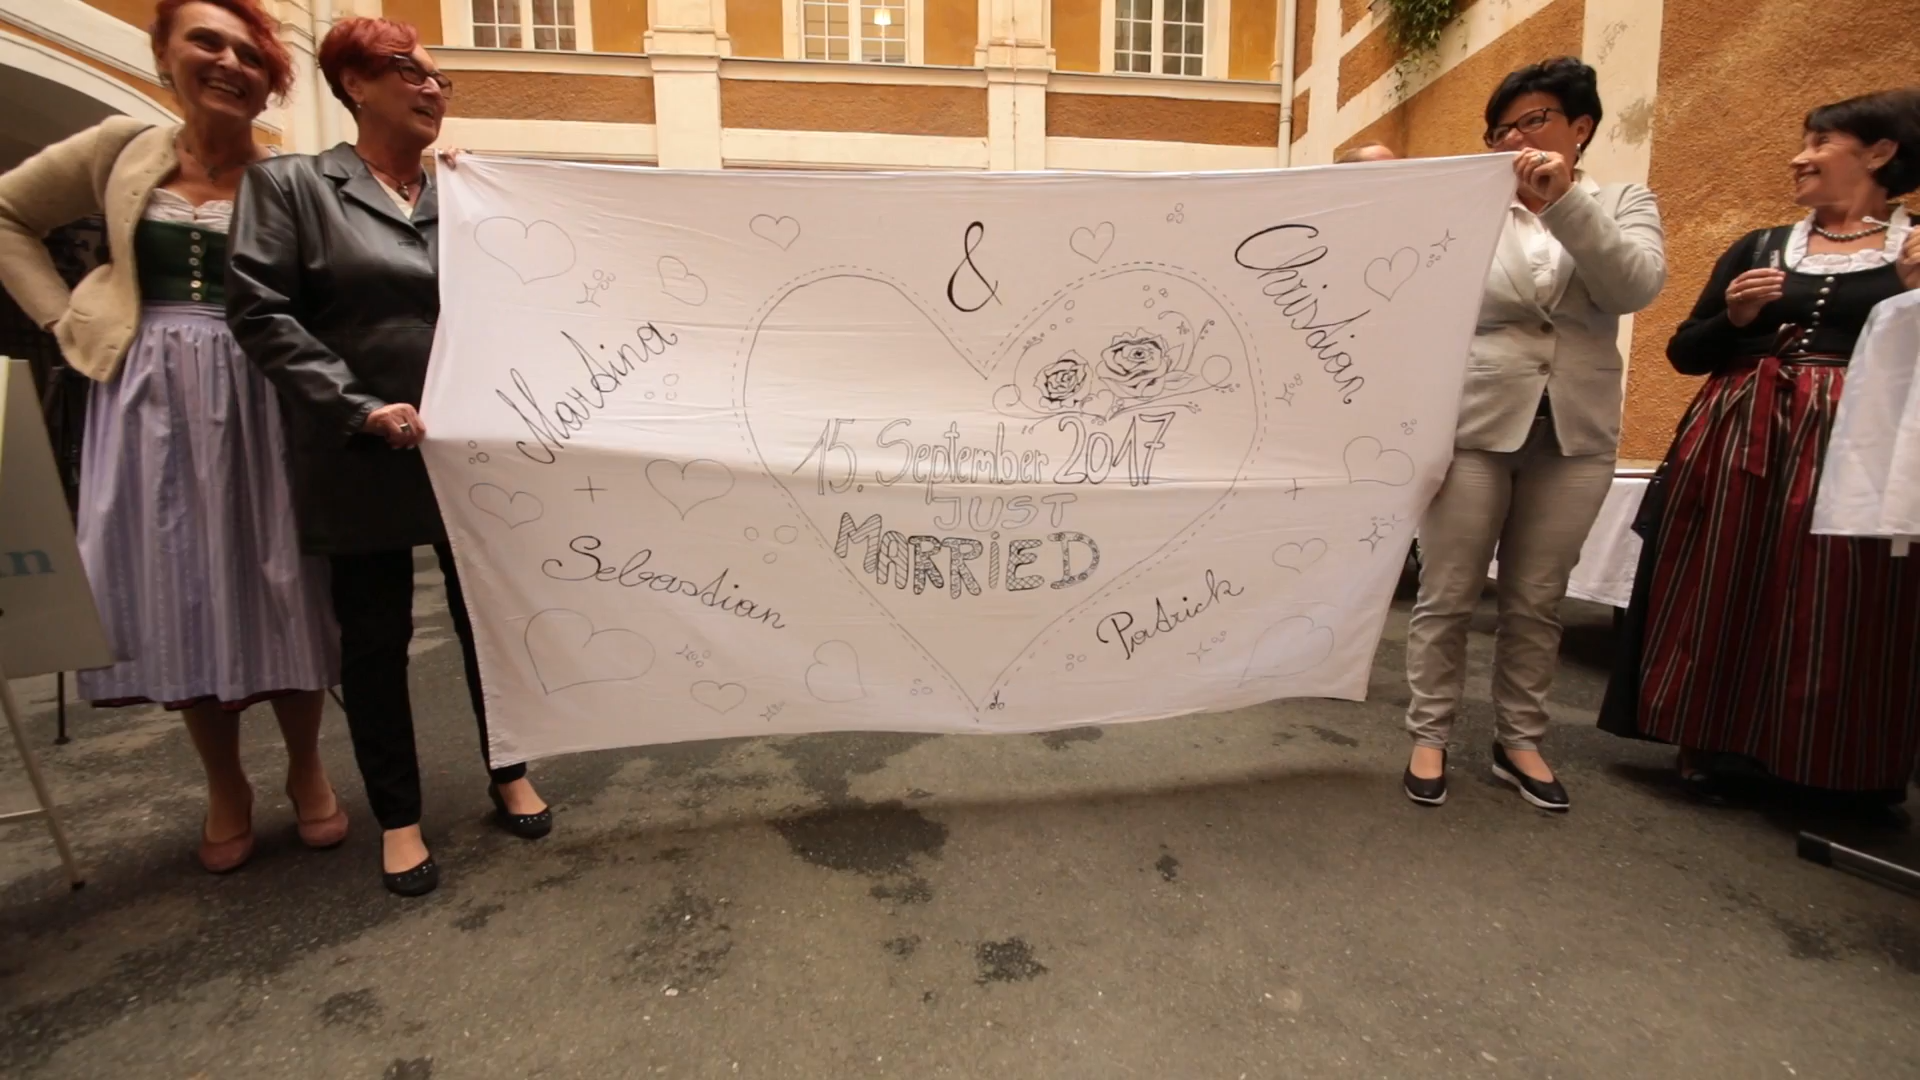 Martina & Christian
15. September 2017
JUST
+ +
MARRiED
Sebastian Patrick
n